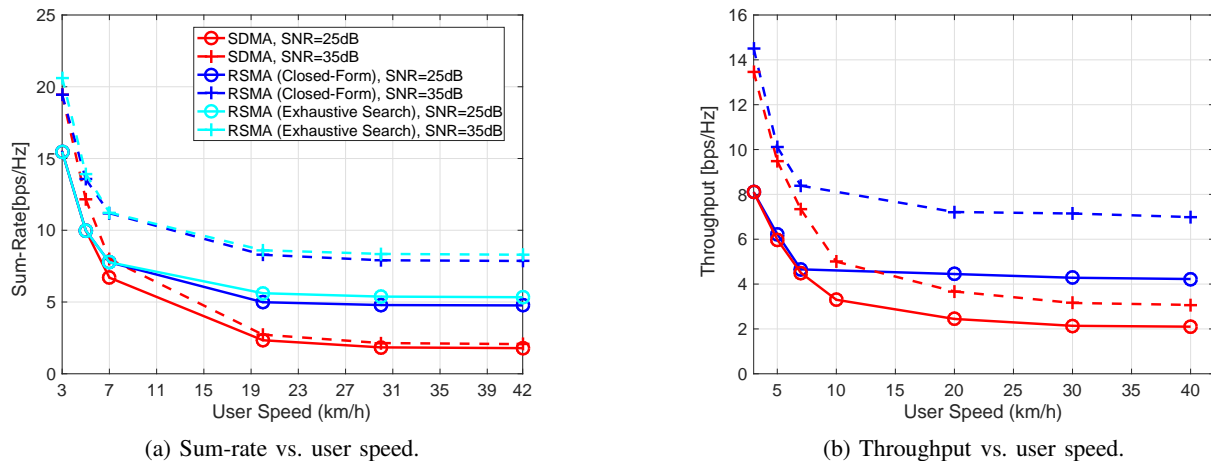 25
20
15
10
5
0
Sum-Rate[bps/Hz]
SDMA, SNR=25dB
SDMA, SNR=35dB
RSMA (Closed-Form), SNR=25dB
RSMA (Closed-Form), SNR=35dB
RSMA (Exhaustive Search), SNR=25dB
RSMA (Exhaustive Search), SNR=35dB
3 7 11 15 19 23 27 31 35 39 42
User Speed (km/h)
(a) Sum-rate vs. user speed.
16
14
12
10
8
6
4
2
0
Throughput [bps/Hz]
5 10 15 20 25 30 35 40
User Speed (km/h)
(b) Throughput vs. user speed.